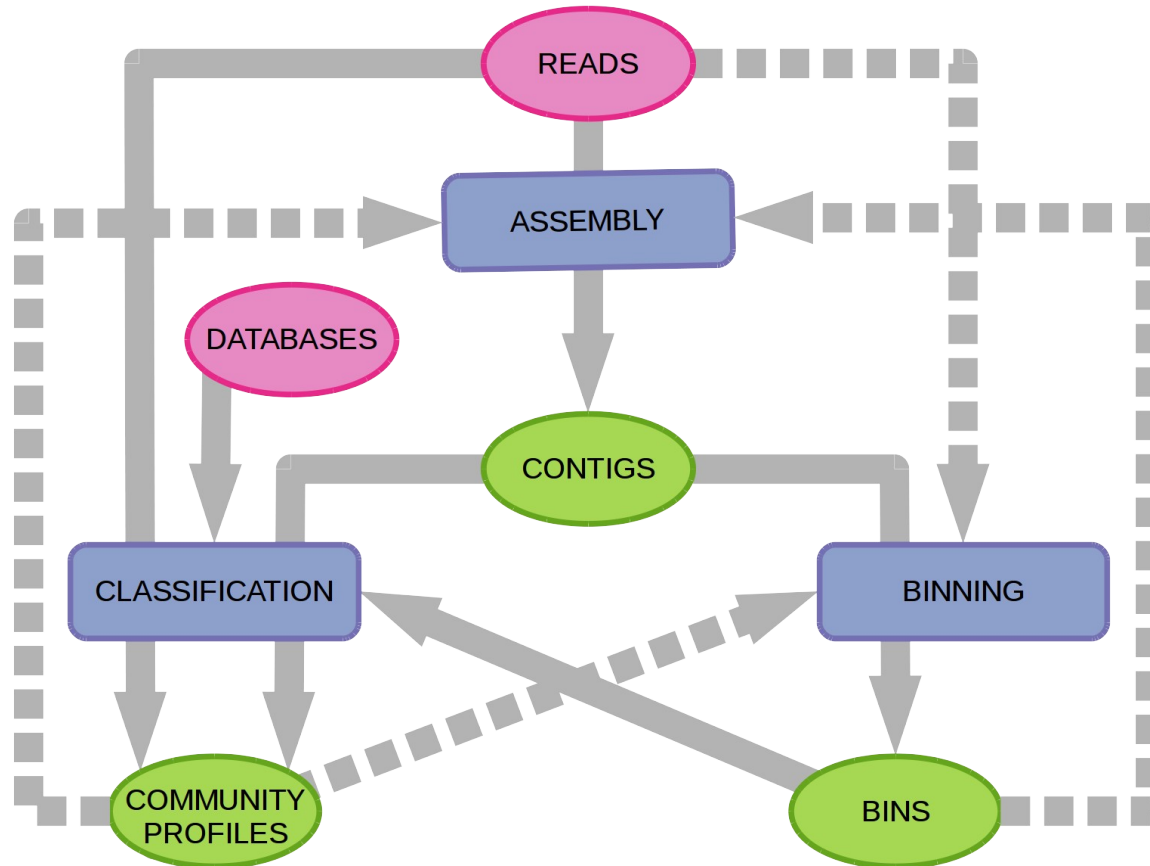 READS
ASSEMBLY
DATABASES
CONTIGS
CLASSIFICATION
BINNING
COMMUNITY
PROFILES
BINS